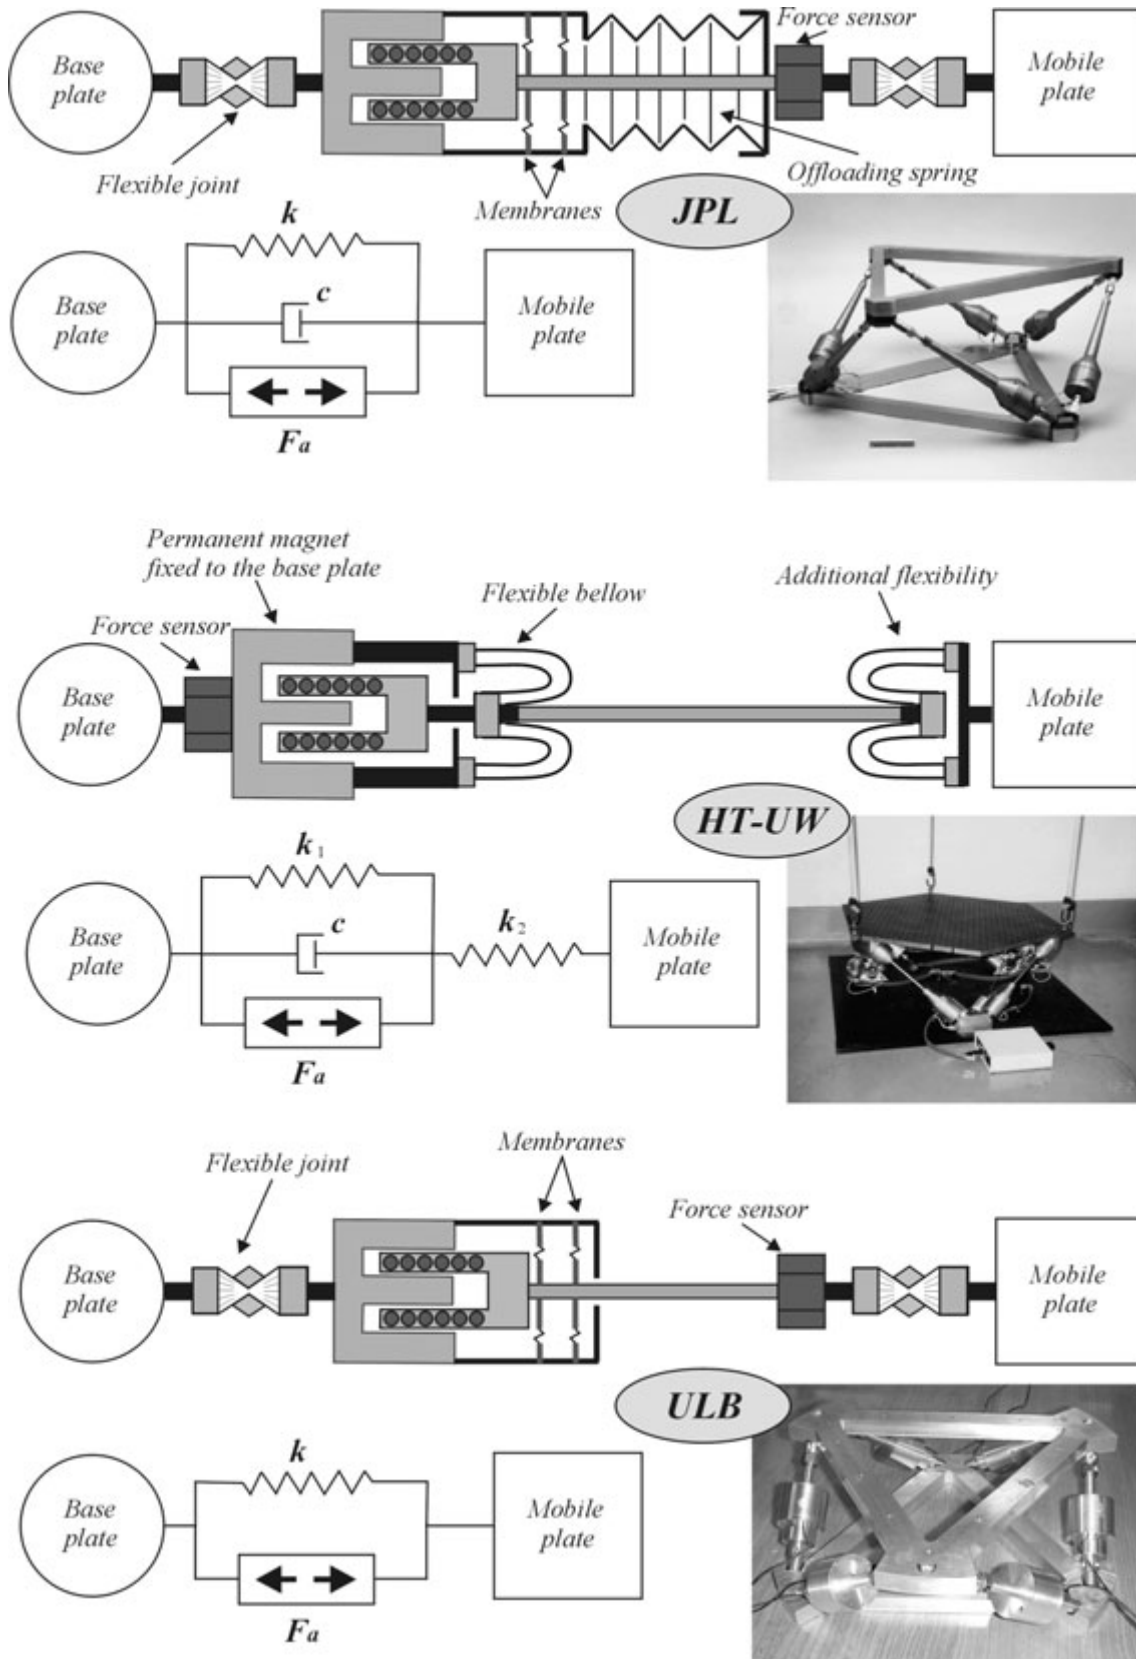 Force sensor
Base
plate
Mobile
plate
Flexible joint
Membranes
Offloading spring
JPL
k
Base
plate
c
Mobile
plate
Fa
Permanent magnet
fixed to the base plate
Flexible bellow
Additional flexibility
Force sensor
Base
plate
Mobile
plate
HT-UW
k1
Base
plate
c
k2
Mobile
plate
Fa
Membranes
Flexible joint
Force sensor
Base
plate
Mobile
plate
ULB
k
Base
plate
Mobile
plate
Fa